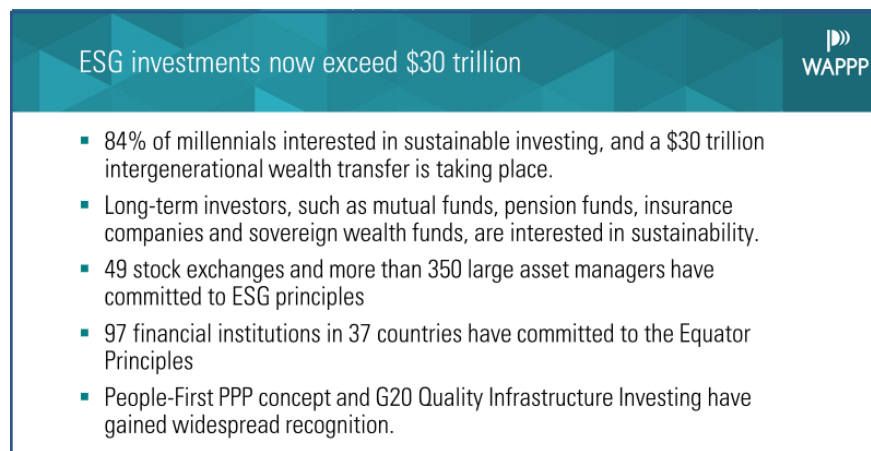 ESG investments now exceed $30 trillion
WAPPP
▪ 84% of millennials interested in sustainable investing, and a $30 trillion
intergenerational wealth transfer is taking place.
▪ Long-term investors, such as mutual funds, pension funds, insurance
companies and sovereign wealth funds, are interested in sustainability.
▪ 49 stock exchanges and more than 350 large asset managers have
committed to ESG principles
▪ 97 financial institutions in 37 countries have committed to the Equator
Principles
▪ People-First PPP concept and G20 Quality Infrastructure Investing have
gained widespread recognition.